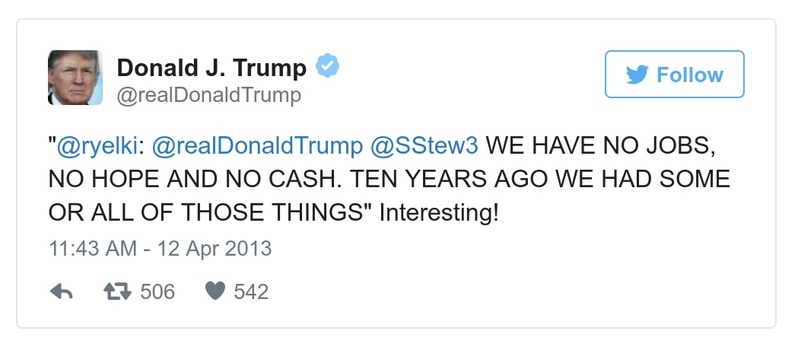 Donald J. Trump
Follow
@realDonaldTrump
"@ryelki: @realDonaldTrump @SStew3 WE HAVE NO JOBS,
NO HOPE AND NO CASH. TEN YEARS AGO WE HAD SOME
OR ALL OF THOSE THINGS" Interesting!
11:43 AM - 12 Apr 2013
506 542